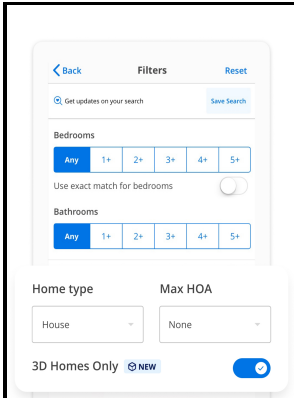 Back Filters Reset
Get updates on your search Save Search
Bedrooms
Any 1+ 2+ 3+ 4+ 5+
Use exact match for bedrooms
Bathrooms
Any 1+ 2+ 3+ 4+ 5+
Home type Max HOA
House None
3D Homes Only NEW